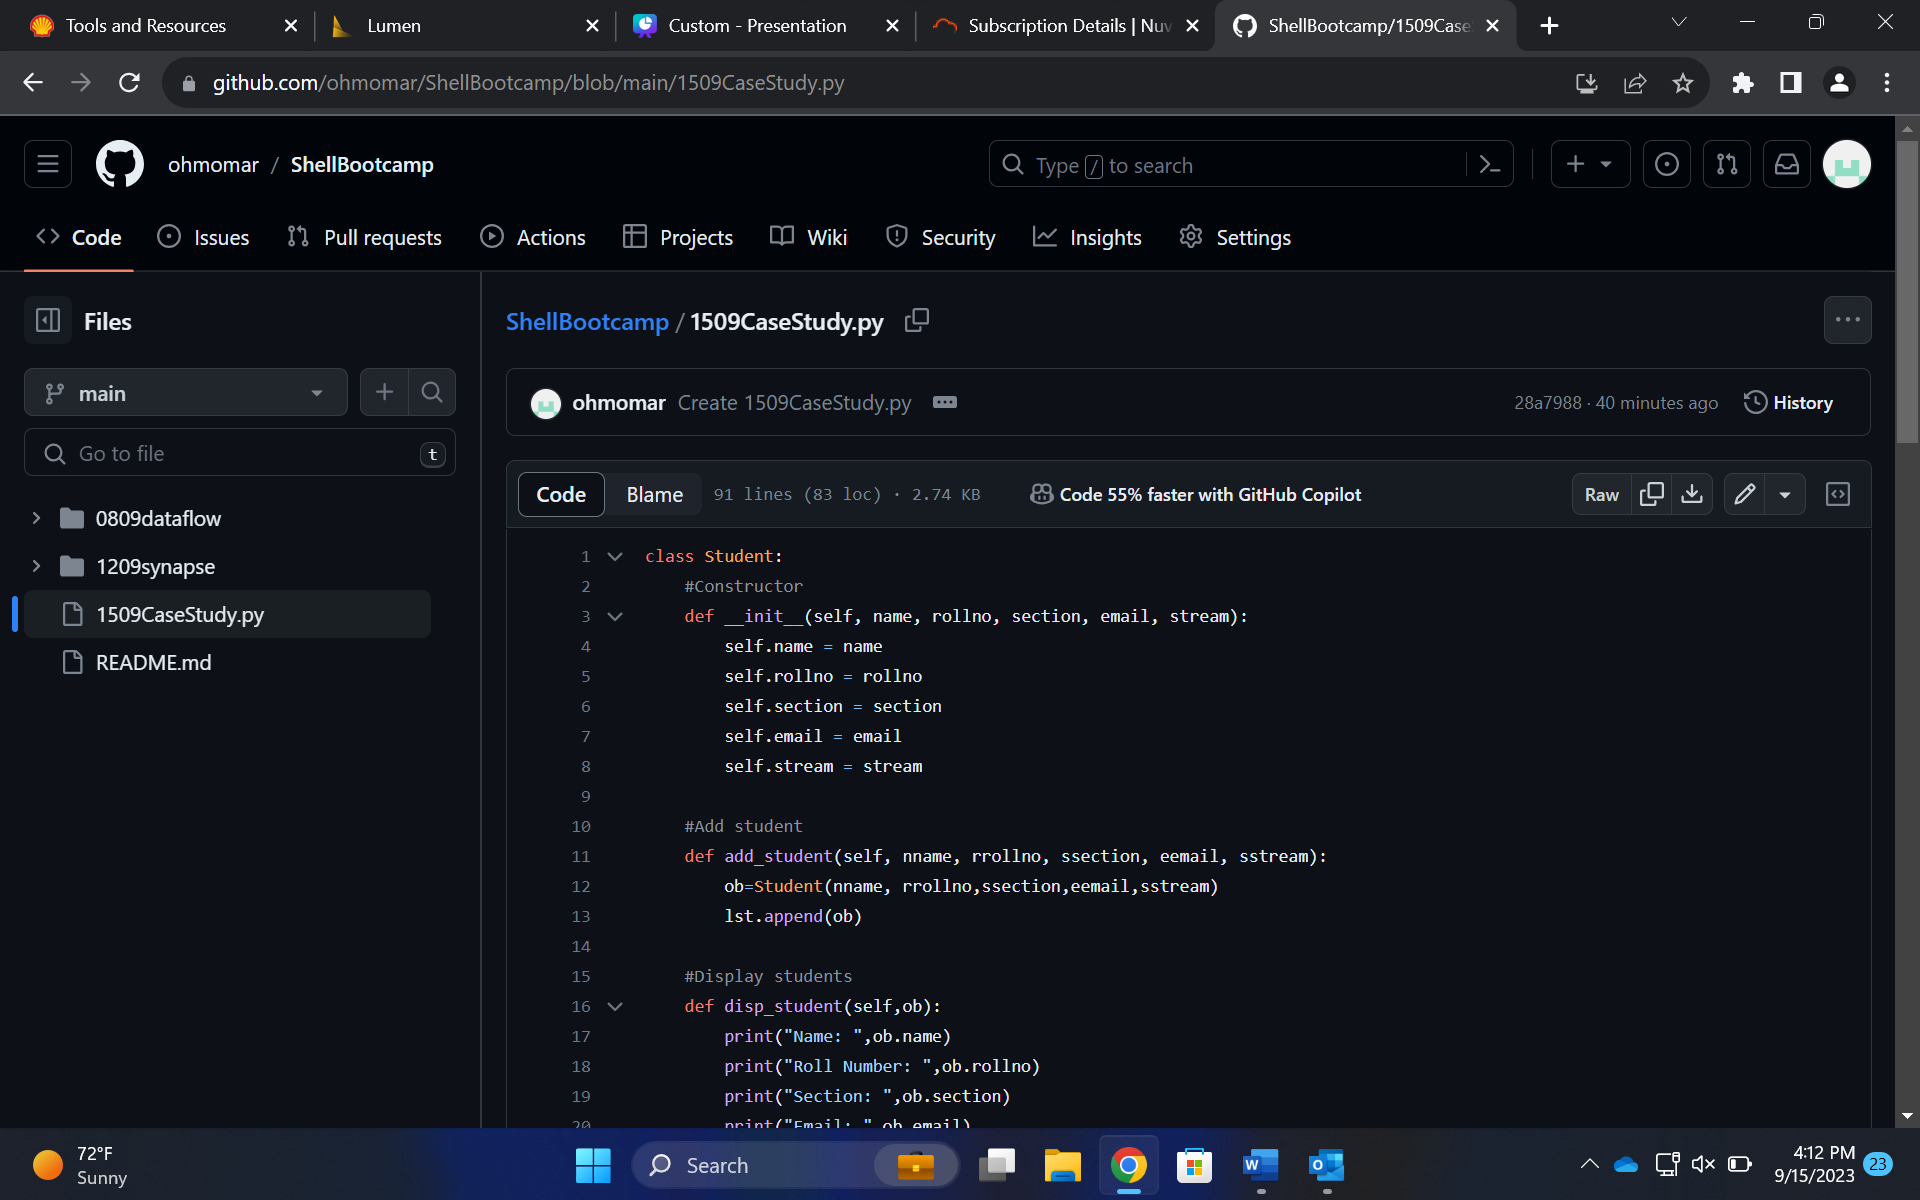 Tools and Resources
Lumen
Custom - Presentation
Subscription Details | Nuv
ShellBootcamp/1509Case
github.com/ohmomar/ShellBootcamp/blob/main/1509CaseStudy.py
ohmomar / ShellBootcamp
Type / to search
Code
Issues
Pull requests
Actions
Projects
Wiki
Security
Insights
Settings
Files
main
Go to file
t
0809dataflow
1209synapse
1509CaseStudy.py
README.md
ShellBootcamp / 1509CaseStudy.py
ohmomar Create 1509CaseStudy.py
28a7988 · 40 minutes ago
History
Code
Blame
91 lines (83 loc) · 2.74 KB
Code 55% faster with GitHub Copilot
Raw
1 class Student:
2 #Constructor
3 def __init__(self, name, rollno, section, email, stream):
4 self.name = name
5 self.rollno = rollno
6 self.section = section
7 self.email = email
8 self.stream = stream
9
10 #Add student
11 def add_student(self, nname, rrollno, ssection, eemail, sstream):
12 ob=Student(nname, rrollno,ssection,eemail,sstream)
13 lst.append(ob)
14
15 #Display students
16 def disp_student(self,ob):
17 print("Name: ",ob.name)
18 print("Roll Number: ",ob.rollno)
19 print("Section: ",ob.section)
20 print("Email: ",ob.email)
72°F
Sunny
Search
4:12 PM
9/15/2023
23